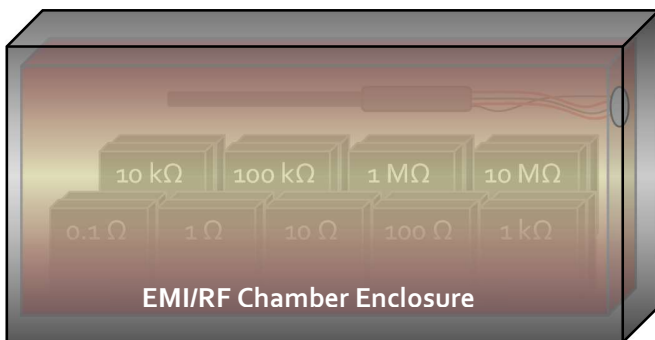 10 kΩ 100 kΩ 1 MΩ 10 MΩ
0.1 Ω 1 Ω 10 Ω 100 Ω 1 kΩ
EMI/RF Chamber Enclosure